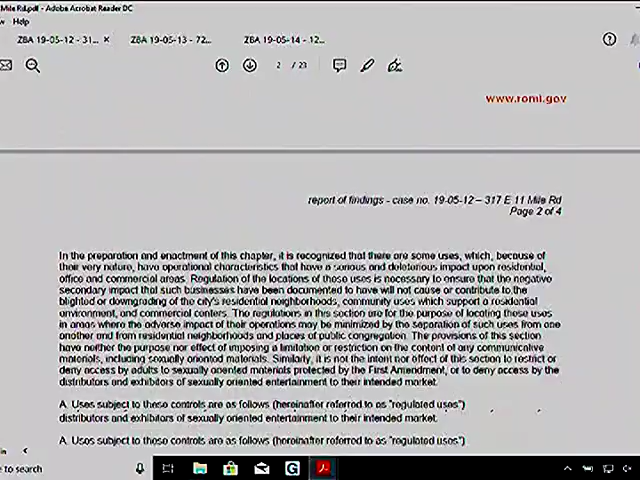 Mile Rd.pdf - Adobe Acrobat Reader DC
w Help
ZBA 19-05-12 - 31... × ZBA 19-05-13 - 72... ZBA 19-05-14 - 12...
2 / 23
www.romi.gov
report of findings - case no. 19-05-12 – 317 E 11 Mile Rd
Page 2 of 4
In the preparation and enactment of this chapter, it is recognized that there are some uses, which, because of
their very nature, have operational characteristics that have a serious and deleterious impact upon residential,
office and commercial areas. Regulation of the locations of these uses is necessary to ensure that the negative
secondary impact that such businesses have been documented to have will not cause or contribute to the
blighted or downgrading of the city's residential neighborhoods, community uses which support a residential
environment, and commercial centers. The regulations in this section are for the purpose of locating these uses
in areas where the adverse impact of their operations may be minimized by the separation of such uses from one
another and from residential neighborhoods and places of public congregation. The provisions of this section
have neither the purpose nor effect of imposing a limitation or restriction on the content of any communicative
materials, including sexually oriented materials. Similarly, it is not the intent nor effect of this section to restrict or
deny access by adults to sexually oriented materials protected by the First Amendment, or to deny access by the
distributors and exhibitors of sexually oriented entertainment to their intended market.
A. Uses subject to these controls are as follows (hereinafter referred to as "regulated uses")
distributors and exhibitors of sexually oriented entertainment to their intended market.
A. Uses subject to these controls are as follows (hereinafter referred to as "regulated uses")
e to search